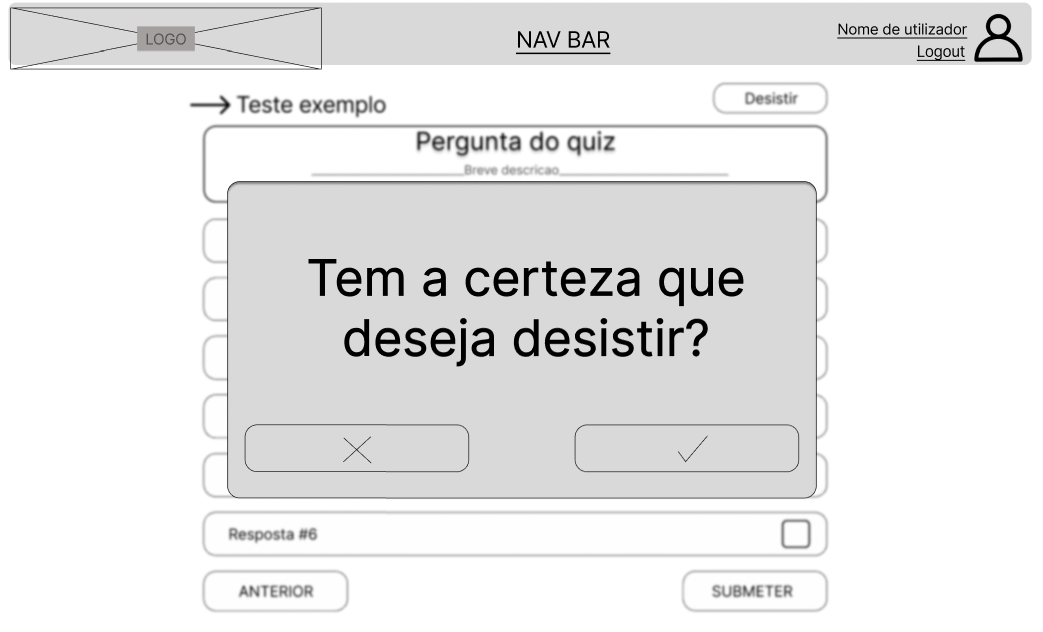 LOGO
NAV BAR
Nome de utilizador
Logout
Teste exemplo
Desistir
Pergunta do quiz
Breve descricao
Tem a certeza que
deseja desistir?
Resposta #6
ANTERIOR
SUBMETER